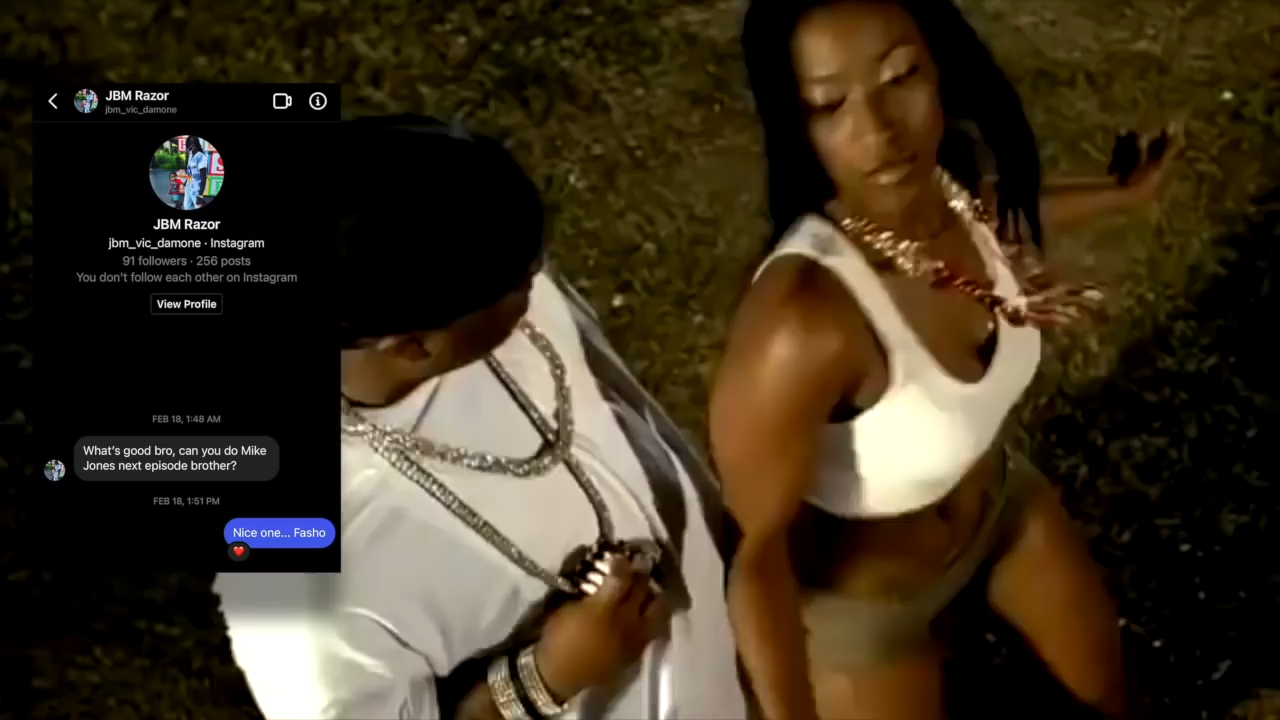 JBM Razor
jbm_vic_damone
JBM Razor
jbm_vic_damone · Instagram
91 followers · 256 posts
You don't follow each other on Instagram
View Profile
FEB 18, 1:48 AM
What's good bro, can you do Mike
Jones next episode brother?
FEB 18, 1:51 PM
Nice one... Fasho